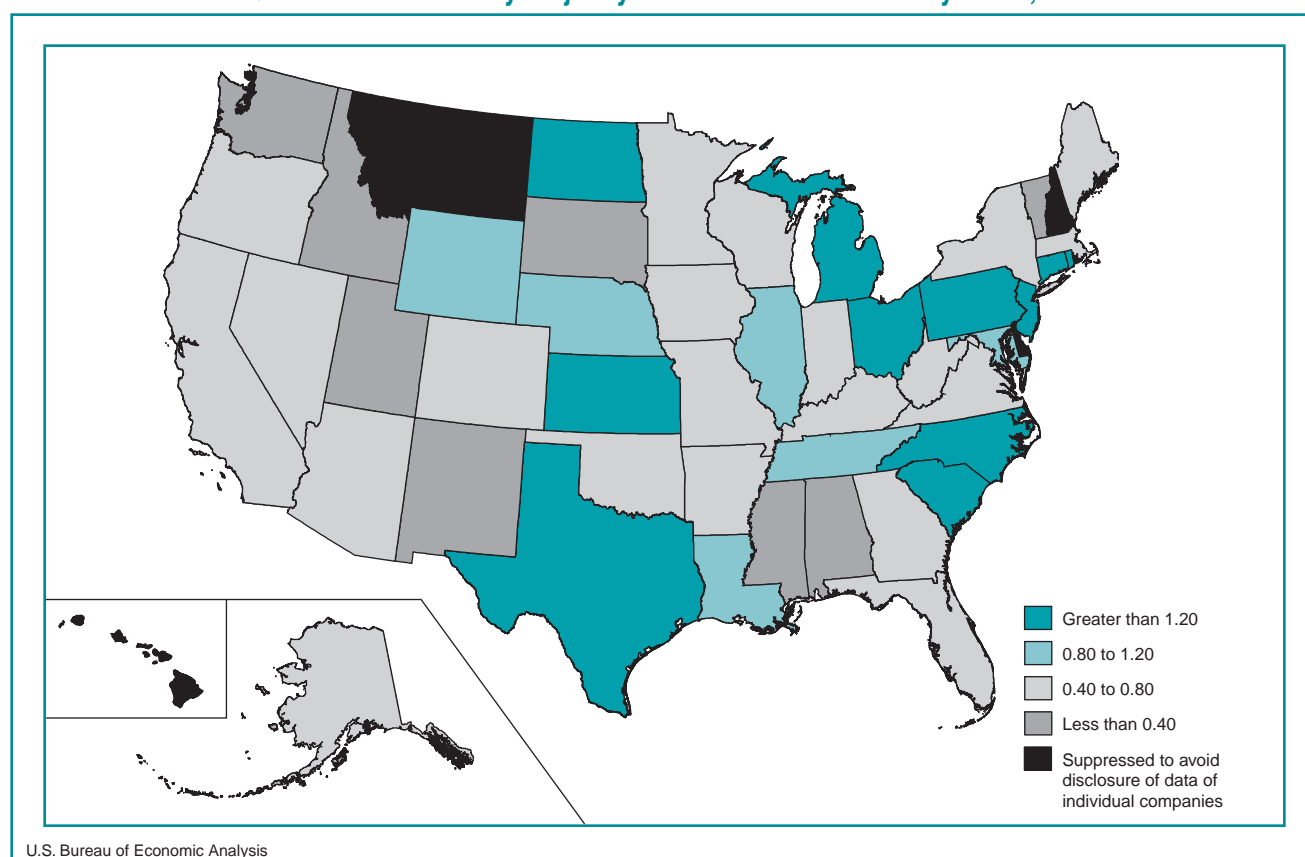 Greater than 1.20
0.80 to 1.20
0.40 to 0.80
Less than 0.40
Suppressed to avoid
disclosure of data of
individual companies
U.S. Bureau of Economic Analysis